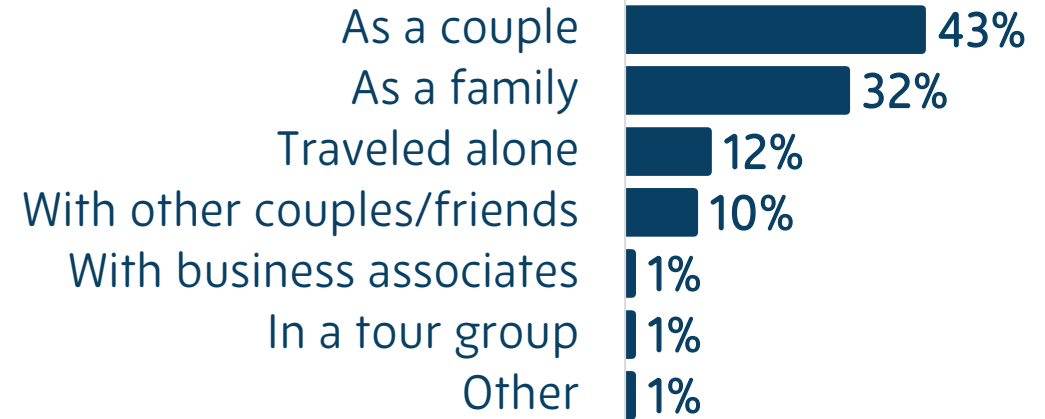 As a couple 43%
As a family 32%
Traveled alone 12%
With other couples/friends 10%
With business associates 1%
In a tour group 1%
Other 1%